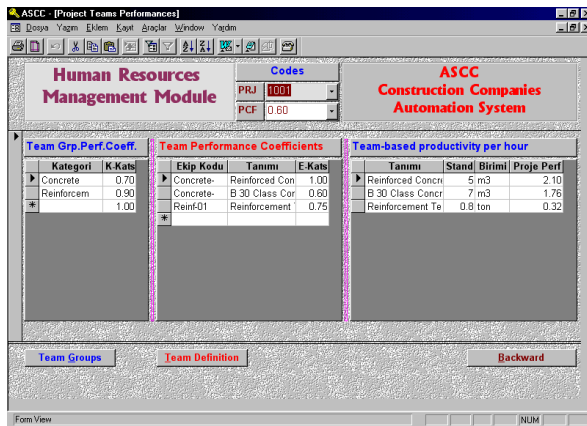 ASCC - [Project Teams Performances]
Dosya Yazım Eklem Kayıt Araçlar Window Yardım
Human Resources
Management Module
Codes
PRJ 1001
PCF 0.60
ASCC
Construction Companies
Automation System
Team Grp.Perf.Coeff.
Kategori K-Kats
Concrete 0.70
Reinforcem 0.90
* 1.00
Team Performance Coefficients
Ekip Kodu Tanımı E-Kats
Concrete- Reinforced Con 1.00
Concrete- B 30 Class Cor 0.60
Reinf-01 Reinforcement 0.75
*
Team-based productivity per hour
Tanımı Stand Birimi Proje Perf
Reinforced Concre 5 m3 2.10
B 30 Class Concr 7 m3 1.76
Reinforcement Te 0.8 ton 0.32
Team Groups
Team Definition
Backward
Form View
NUM